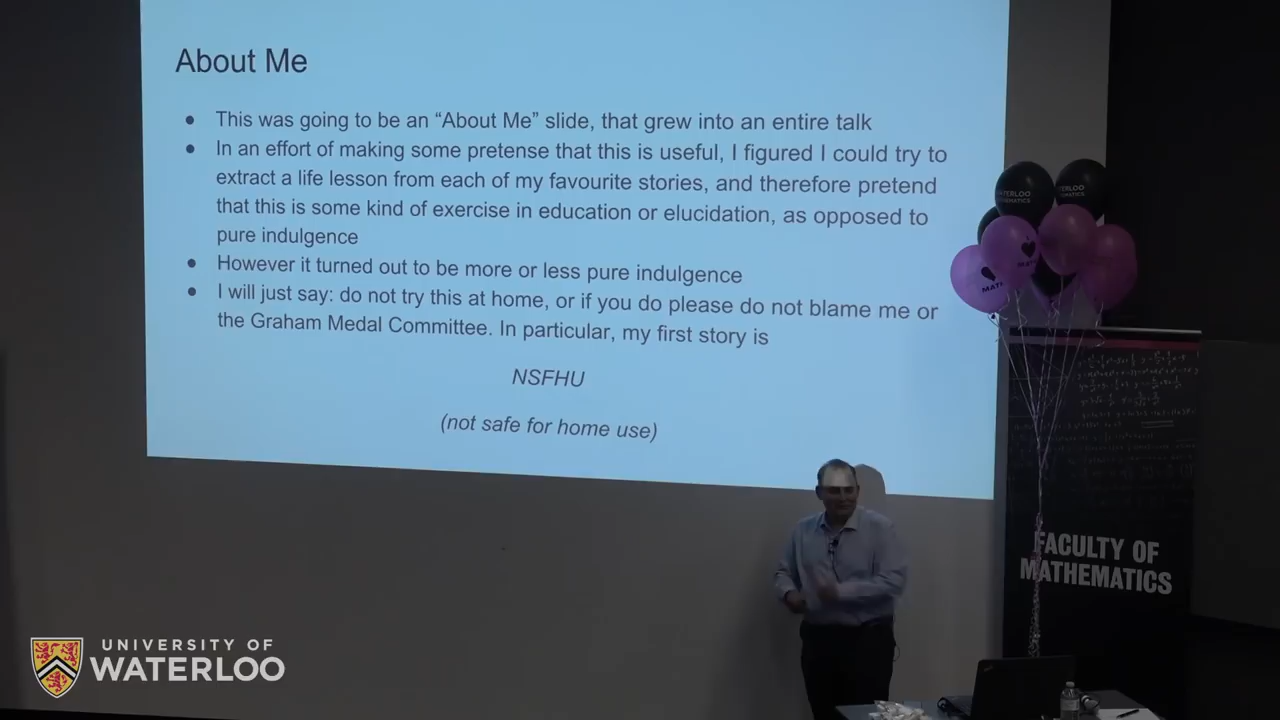 About Me
● This was going to be an “About Me” slide, that grew into an entire talk
● In an effort of making some pretense that this is useful, I figured I could try to
extract a life lesson from each of my favourite stories, and therefore pretend
that this is some kind of exercise in education or elucidation, as opposed to
pure indulgence
● However it turned out to be more or less pure indulgence
● I will just say: do not try this at home, or if you do please do not blame me or
the Graham Medal Committee. In particular, my first story is
NSFHU
(not safe for home use)
WATERLOO
MATHEMATICS
MATH
FACULTY OF
MATHEMATICS
UNIVERSITY OF
WATERLOO